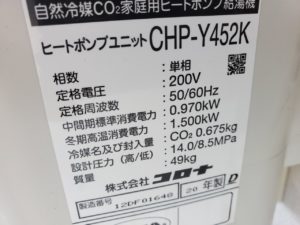 自然冷媒CO₂家庭用ヒートポンプ給湯機
ヒートポンプユニット CHP-Y452K
相数 : 単相
定格電圧 : 200V
定格周波数 : 50/60Hz
中間期標準消費電力 : 0.970kW
冬期高温消費電力 : 1.500kW
冷媒名及び封入量 : CO₂ 0.675kg
設計圧力(高/低) : 14.0/8.5MPa
質量 : 49kg
株式会社 コロナ
製造番号 12DF01648 20 年製 D